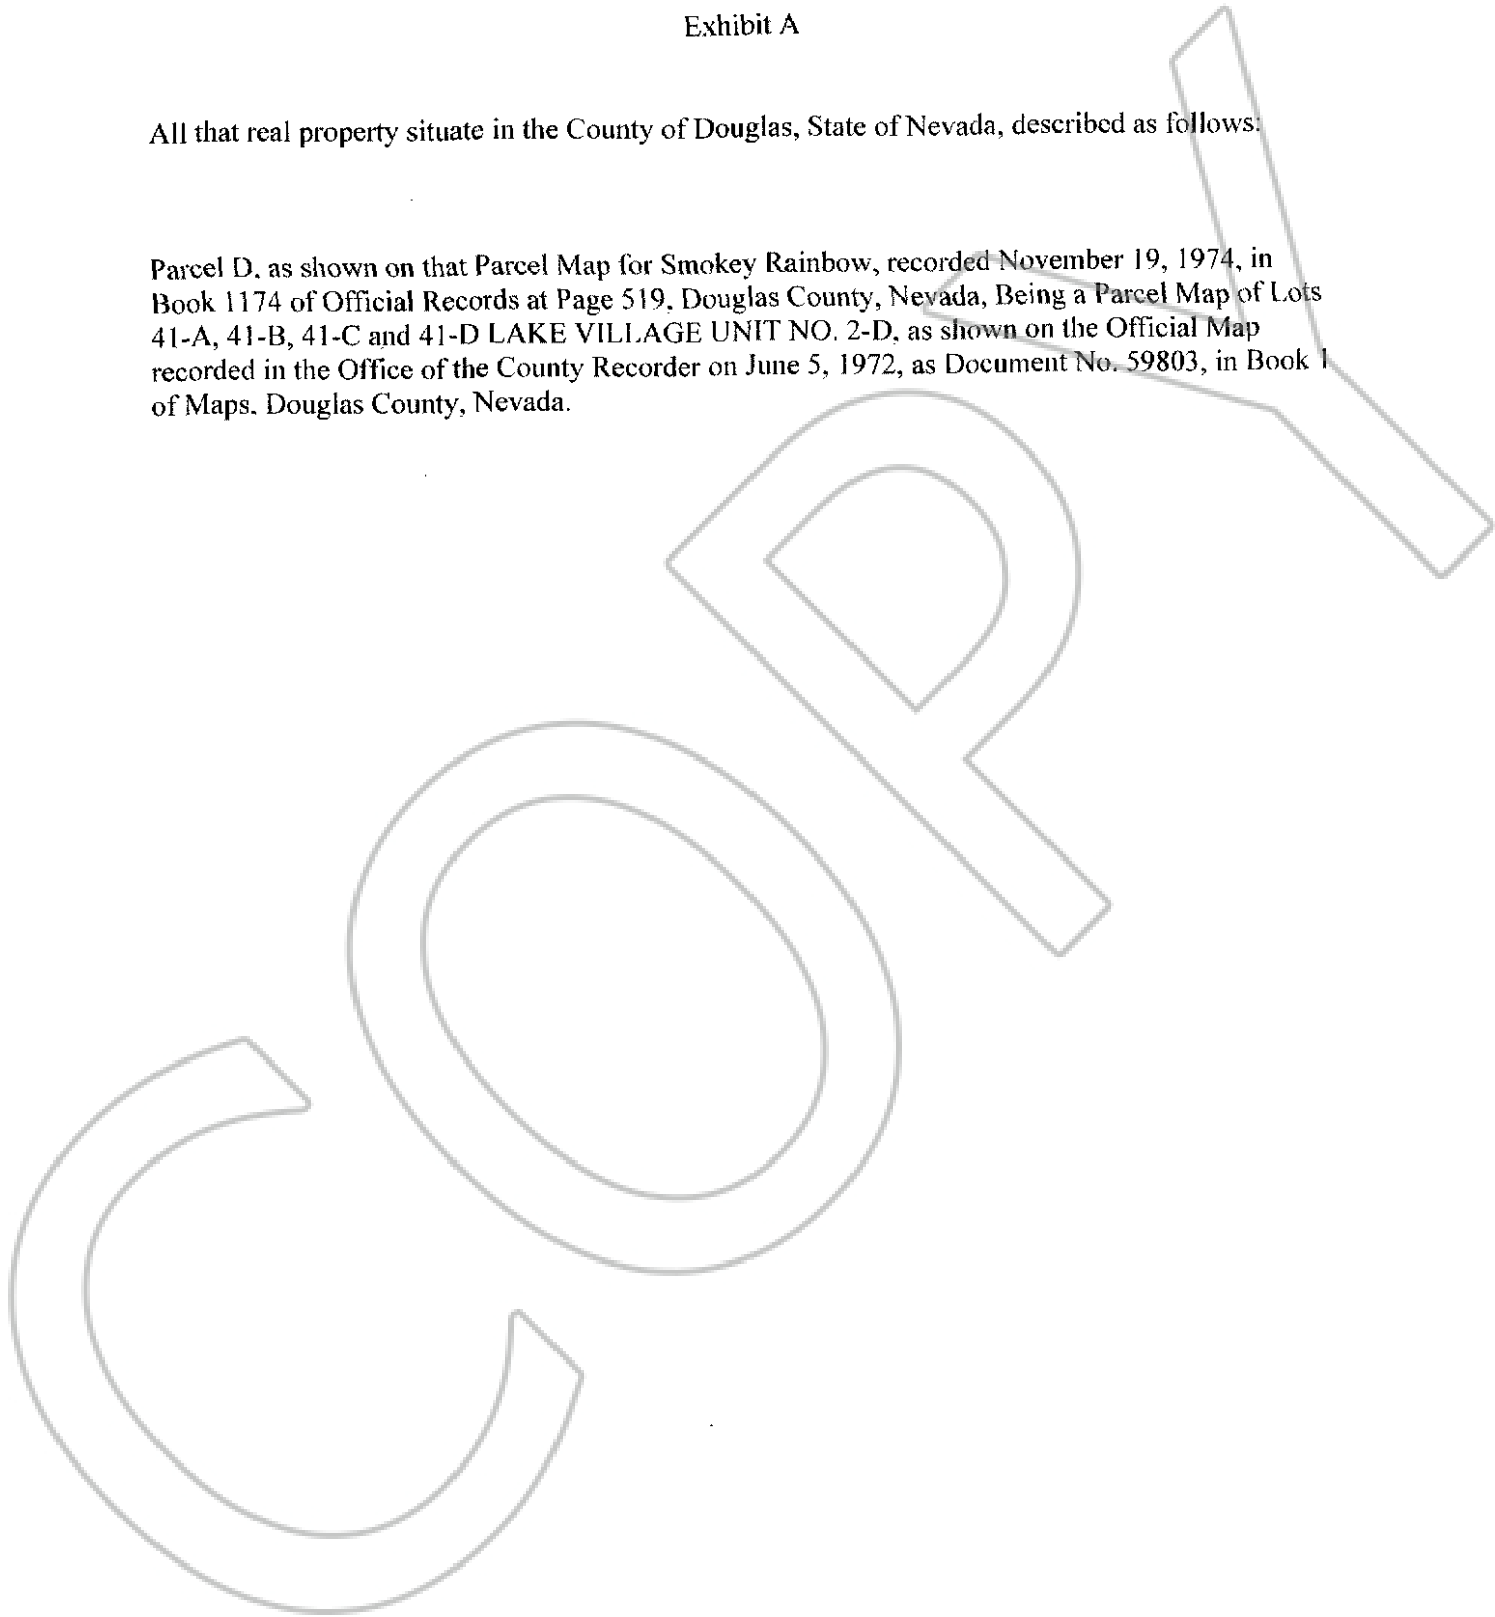 Exhibit A
All that real property situate in the County of Douglas, State of Nevada, described as follows:
Parcel D, as shown on that Parcel Map for Smokey Rainbow, recorded November 19, 1974, in
Book 1174 of Official Records at Page 519, Douglas County, Nevada, Being a Parcel Map of Lots
41-A, 41-B, 41-C and 41-D LAKE VILLAGE UNIT NO. 2-D, as shown on the Official Map
recorded in the Office of the County Recorder on June 5, 1972, as Document No. 59803, in Book 1
of Maps, Douglas County, Nevada.
COPY